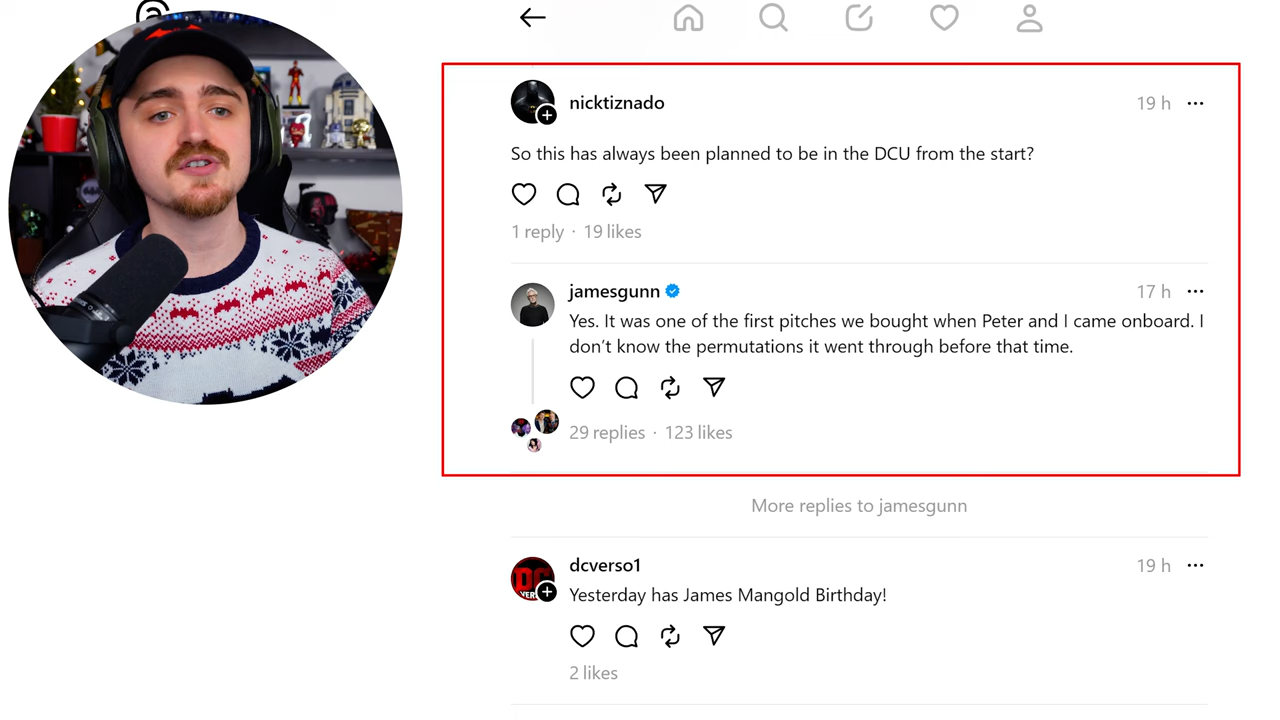 nicktiznado
19 h
So this has always been planned to be in the DCU from the start?
1 reply · 19 likes
jamesgunn
17 h
Yes. It was one of the first pitches we bought when Peter and I came onboard. I
don't know the permutations it went through before that time.
29 replies · 123 likes
More replies to jamesgunn
dcverso1
19 h
DC
VER
Yesterday has James Mangold Birthday!
2 likes